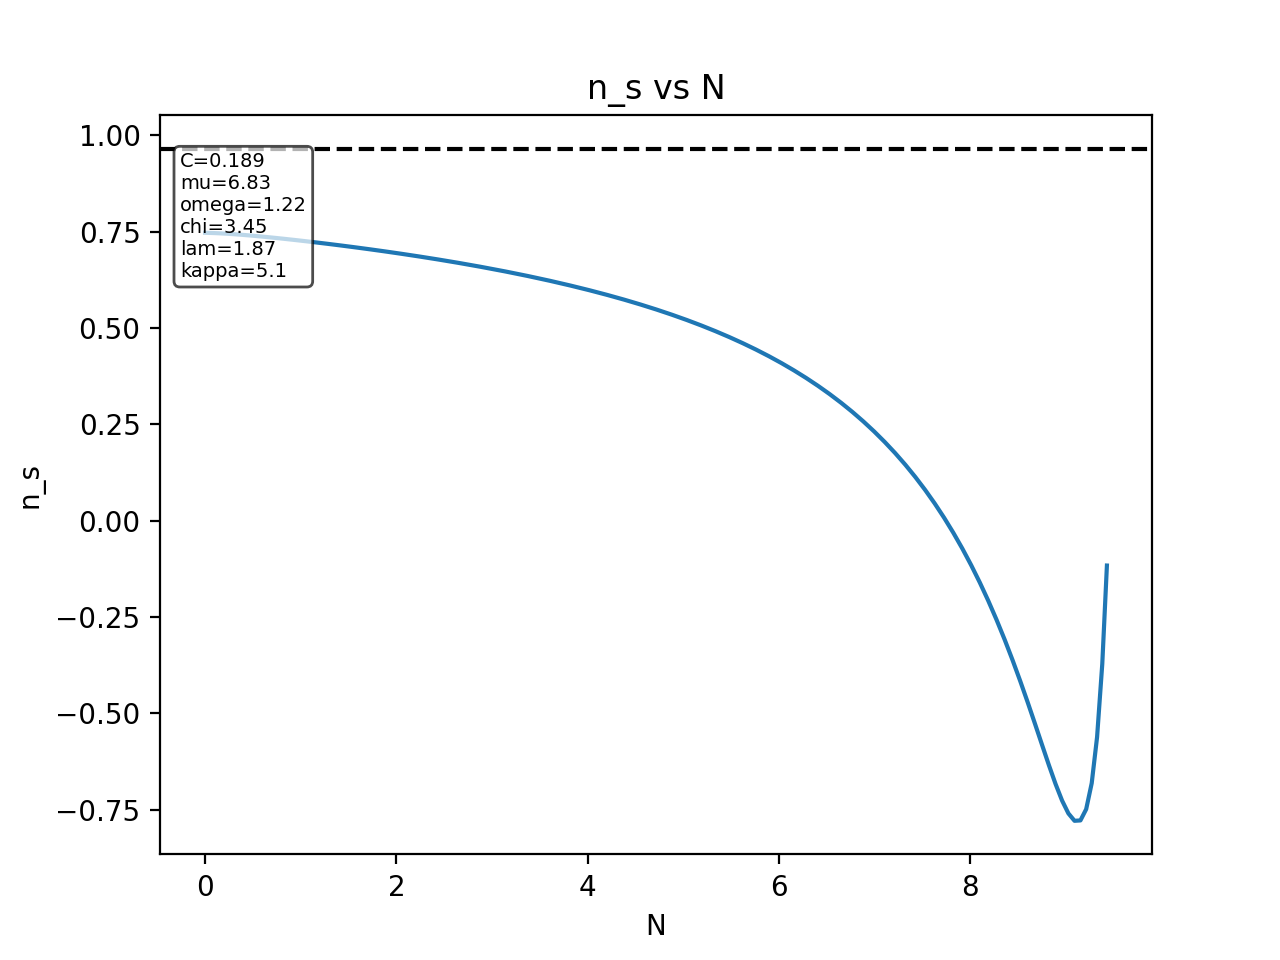 n_s vs N
1.00
0.75
0.50
0.25
0.00
−0.25
−0.50
−0.75
n_s
C=0.189
mu=6.83
omega=1.22
chi=3.45
lam=1.87
kappa=5.1
0 2 4 6 8
N